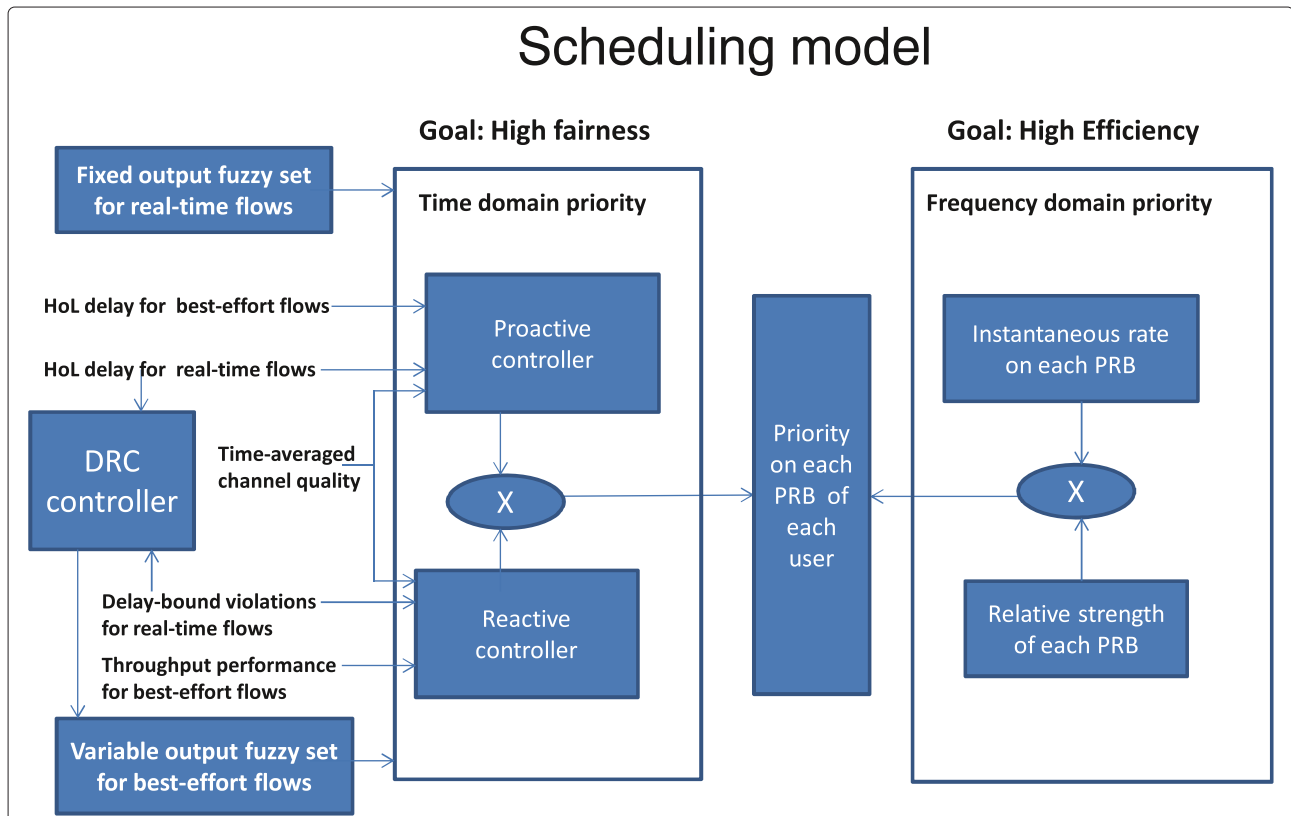 Scheduling model
Goal: High fairness
Goal: High Efficiency
Fixed output fuzzy set
for real-time flows
Time domain priority
Frequency domain priority
HoL delay for best-effort flows
HoL delay for real-time flows
Proactive
controller
Instantaneous rate
on each PRB
DRC
controller
Time-averaged
channel quality
X
Priority
on each
PRB of
each
user
X
Delay-bound violations
for real-time flows
Throughput performance
for best-effort flows
Reactive
controller
Relative strength
of each PRB
Variable output fuzzy set
for best-effort flows